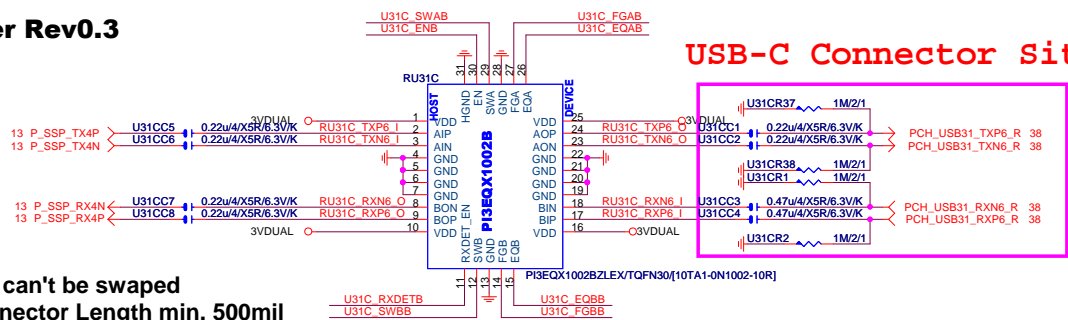 U31C_SWAB
U31C_FGAB
U31C_ENB
U31C_EQAB
er Rev0.3
USB-C Connector Sit
31 30 29 28 27 26
RU31C
HGND EN SWA GND FGA EQA
HOST
DEVICE
U31CR37 1M/2/1
3VDUAL 1 VDD VDD 25 3VDUAL
13 P_SSP_TX4P U31CC5 0.22u/4/X5R/6.3V/K RU31C_TXP6_I 2 AIP AOP 24 RU31C_TXP6_O U31CC1 0.22u/4/X5R/6.3V/K PCH_USB31_TXP6_R 38
13 P_SSP_TX4N U31CC6 0.22u/4/X5R/6.3V/K RU31C_TXN6_I 3 AIN AON 23 RU31C_TXN6_O U31CC2 0.22u/4/X5R/6.3V/K PCH_USB31_TXN6_R 38
4 GND GND 22
5 GND GND 21
U31CR38 1M/2/1
6 GND GND 20
U31CR1 1M/2/1
7 GND GND 19
PI3EQX1002B
13 P_SSP_RX4N U31CC7 0.22u/4/X5R/6.3V/K RU31C_RXN6_O 8 BON BIN 18 RU31C_RXN6_I U31CC3 0.47u/4/X5R/6.3V/K PCH_USB31_RXN6_R 38
13 P_SSP_RX4P U31CC8 0.22u/4/X5R/6.3V/K RU31C_RXP6_O 9 BOP BIP 17 RU31C_RXP6_I U31CC4 0.47u/4/X5R/6.3V/K PCH_USB31_RXP6_R 38
3VDUAL 10 VDD VDD 16 3VDUAL
U31CR2 1M/2/1
RXDET_EN SWB GND FGB EQB
PI3EQX1002BZLEX/TQFN30/[10TA1-0N1002-10R]
11 12 13 14 15
can't be swaped
U31C_RXDETB
U31C_EQBB
nnector Length min. 500mil
U31C_SWBB
U31C_FGBB